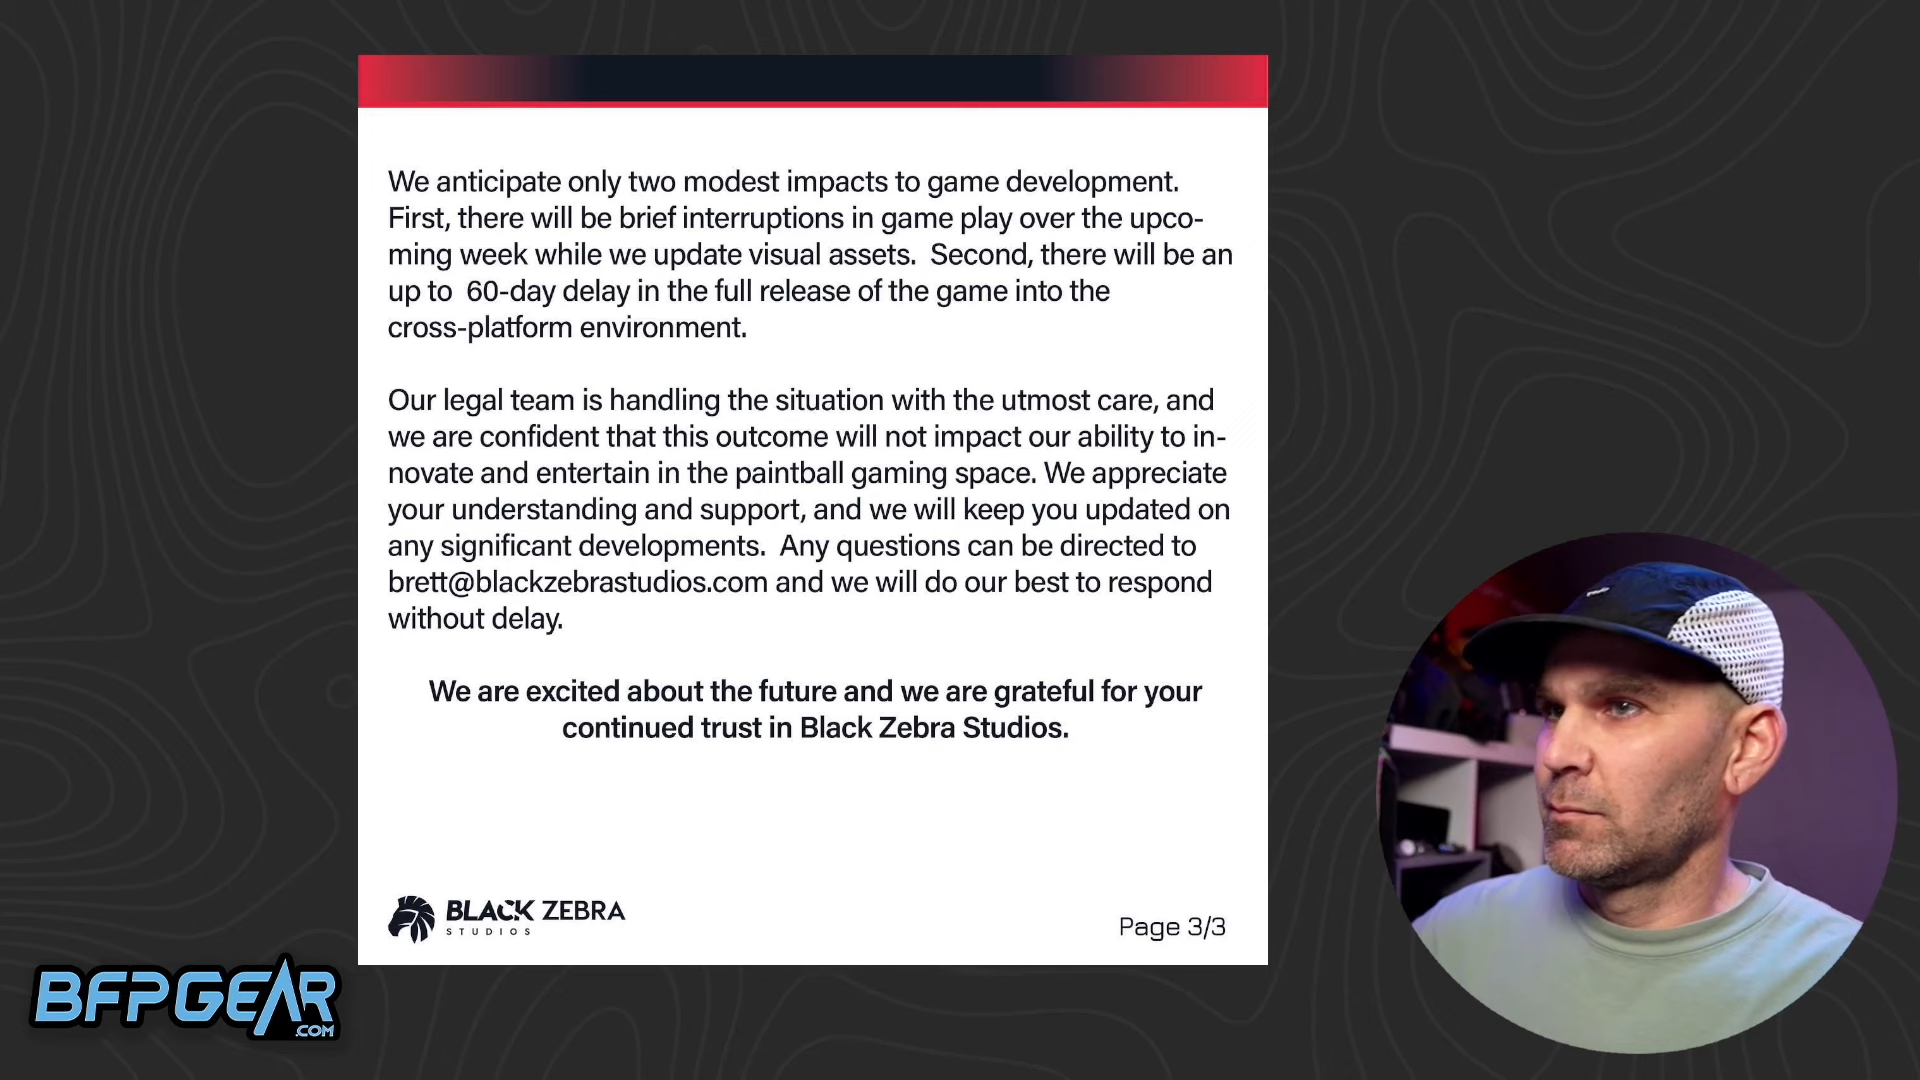 We anticipate only two modest impacts to game development.
First, there will be brief interruptions in game play over the upco-
ming week while we update visual assets.  Second, there will be an
up to  60-day delay in the full release of the game into the
cross-platform environment.
Our legal team is handling the situation with the utmost care, and
we are confident that this outcome will not impact our ability to in-
novate and entertain in the paintball gaming space. We appreciate
your understanding and support, and we will keep you updated on
any significant developments.  Any questions can be directed to
brett@blackzebrastudios.com and we will do our best to respond
without delay.
We are excited about the future and we are grateful for your
continued trust in Black Zebra Studios.
BLACK ZEBRA
STUDIOS
Page 3/3
BFPGEAR
.COM